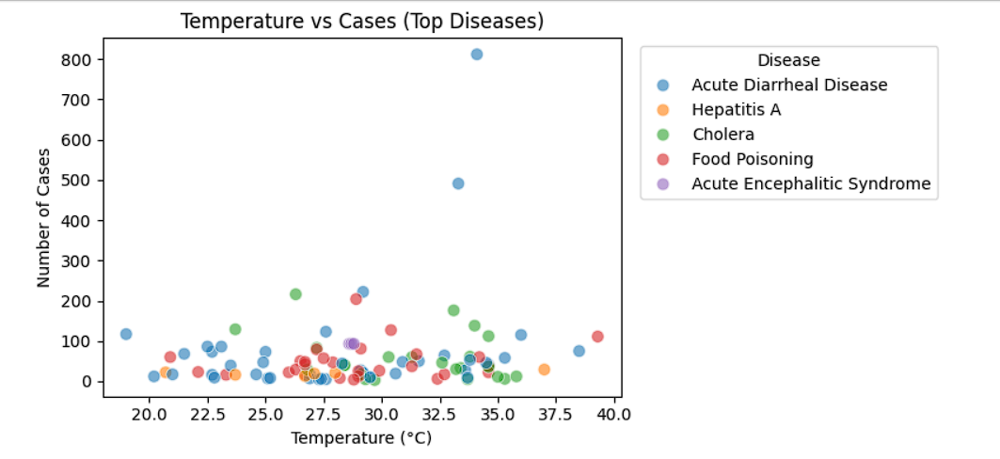 Temperature vs Cases (Top Diseases)
800
700
600
500
400
300
200
100
0
Number of Cases
20.0 22.5 25.0 27.5 30.0 32.5 35.0 37.5 40.0
Temperature (°C)
Disease
Acute Diarrheal Disease
Hepatitis A
Cholera
Food Poisoning
Acute Encephalitic Syndrome